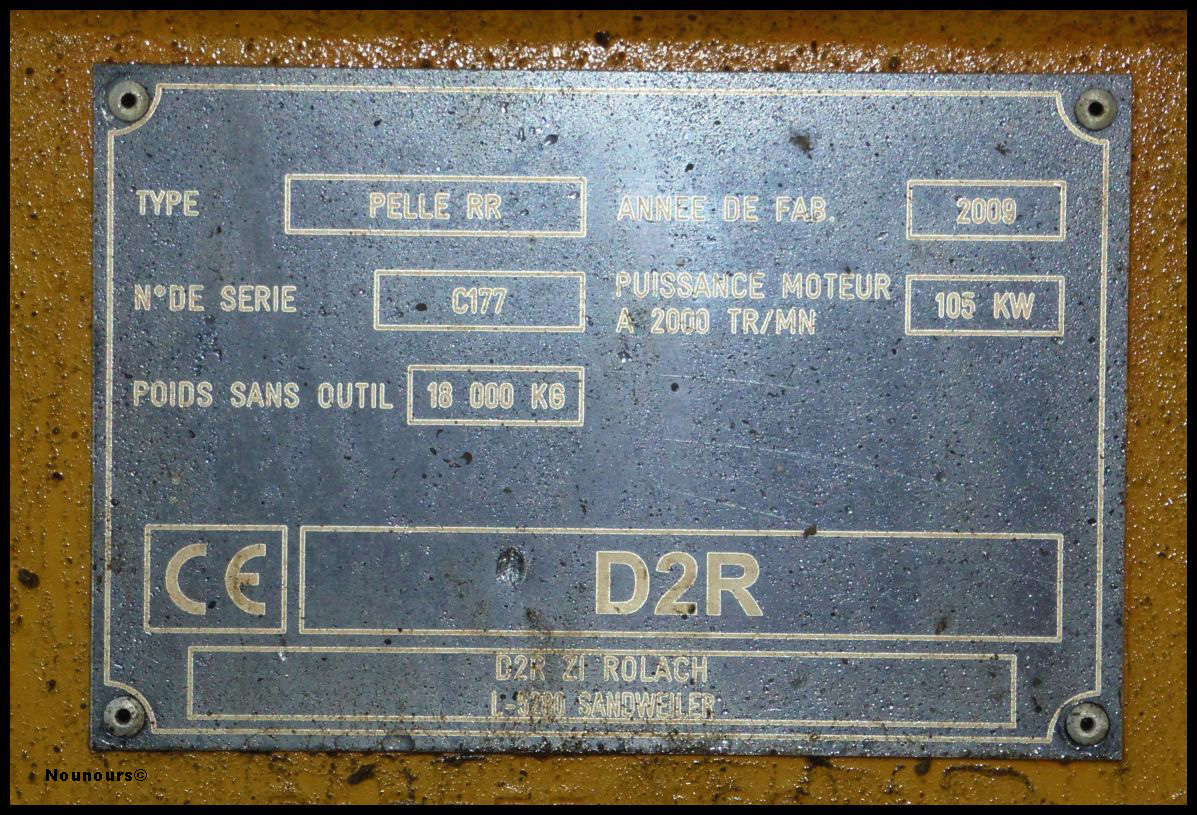 TYPE PELLE RR ANNEE DE FAB. 2009
N° DE SERIE C177 PUISSANCE MOTEUR
A 2000 TR/MN 105 KW
POIDS SANS OUTIL 18 000 KG
CE D2R
D2R ZI ROLACH
L-5280 SANDWEILER
Nounours©